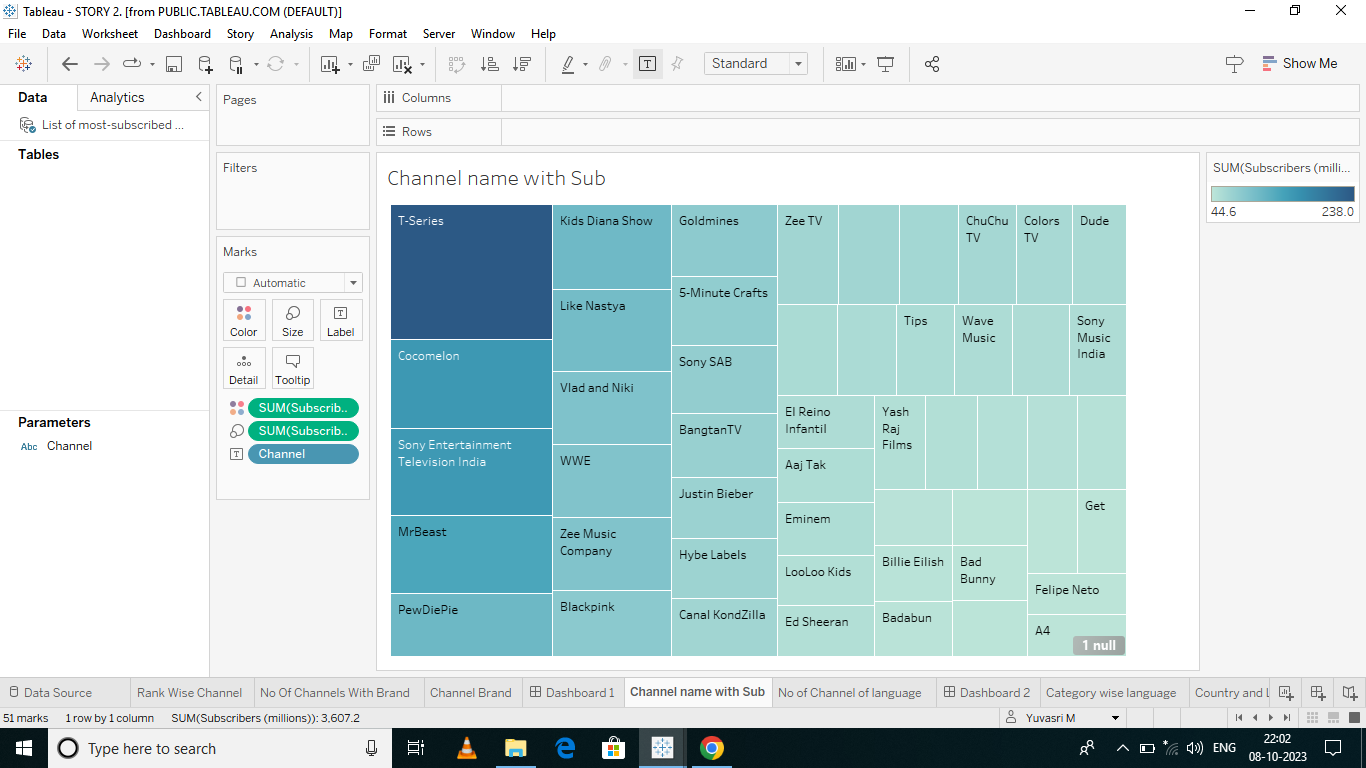 Tableau - STORY 2. [from PUBLIC.TABLEAU.COM (DEFAULT)]
File Data Worksheet Dashboard Story Analysis Map Format Server Window Help
Standard
Show Me
Data Analytics
List of most-subscribed ...
Tables
Parameters
Abc Channel
Pages
Filters
Marks
Automatic
Color Size Label
Detail Tooltip
SUM(Subscrib..
SUM(Subscrib..
Channel
Columns
Rows
Channel name with Sub
T-Series
Cocomelon
Sony Entertainment
Television India
MrBeast
PewDiePie
Kids Diana Show
Like Nastya
Vlad and Niki
WWE
Zee Music
Company
Blackpink
Goldmines
5-Minute Crafts
Sony SAB
BangtanTV
Justin Bieber
Hybe Labels
Canal KondZilla
Zee TV
ChuChu
TV
Colors
TV
Dude
Tips
Wave
Music
Sony
Music
India
El Reino
Infantil
Aaj Tak
Eminem
LooLoo Kids
Ed Sheeran
Yash
Raj
Films
Billie Eilish
Badabun
Bad
Bunny
Get
Felipe Neto
A4
1 null
SUM(Subscribers (milli...
44.6 238.0
Data Source Rank Wise Channel No Of Channels With Brand Channel Brand Dashboard 1 Channel name with Sub No of Channel of language Dashboard 2 Category wise language Country and L
51 marks 1 row by 1 column SUM(Subscribers (millions)): 3,607.2 Yuvasri M
Type here to search
ENG
22:02
08-10-2023